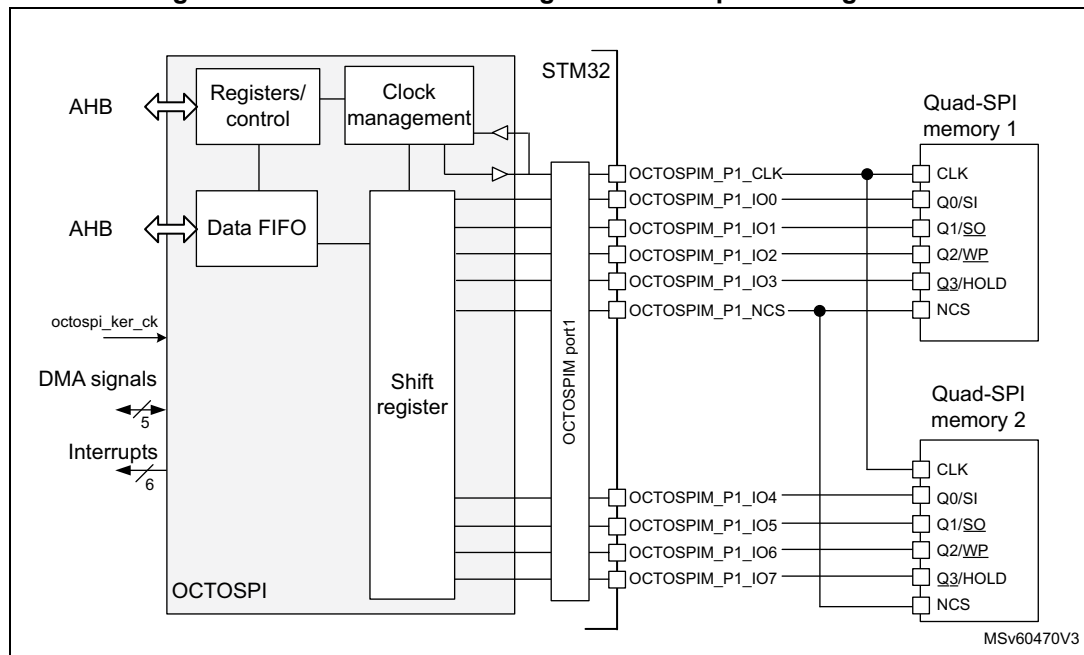 STM32
AHB
Registers/
control
Clock
management
AHB
Data FIFO
octospi_ker_ck
DMA signals
5
Interrupts
6
Shift
register
OCTOSPI
OCTOSPIM port1
OCTOSPIM_P1_CLK
OCTOSPIM_P1_IO0
OCTOSPIM_P1_IO1
OCTOSPIM_P1_IO2
OCTOSPIM_P1_IO3
OCTOSPIM_P1_NCS
OCTOSPIM_P1_IO4
OCTOSPIM_P1_IO5
OCTOSPIM_P1_IO6
OCTOSPIM_P1_IO7
Quad-SPI
memory 1
CLK
Q0/SI
Q1/SO
Q2/WP
Q3/HOLD
NCS
Quad-SPI
memory 2
CLK
Q0/SI
Q1/SO
Q2/WP
Q3/HOLD
NCS
MSv60470V3